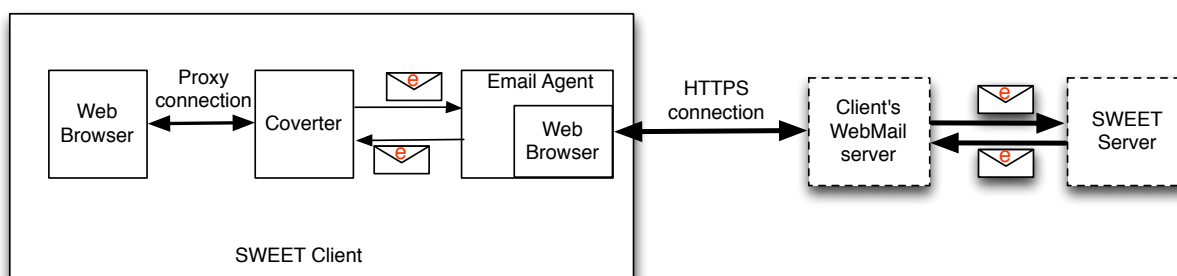 Web
Browser
Proxy
connection
Coverter
e
e
Email Agent
Web
Browser
HTTPS
connection
Client's
WebMail
server
e
e
SWEET
Server
SWEET Client